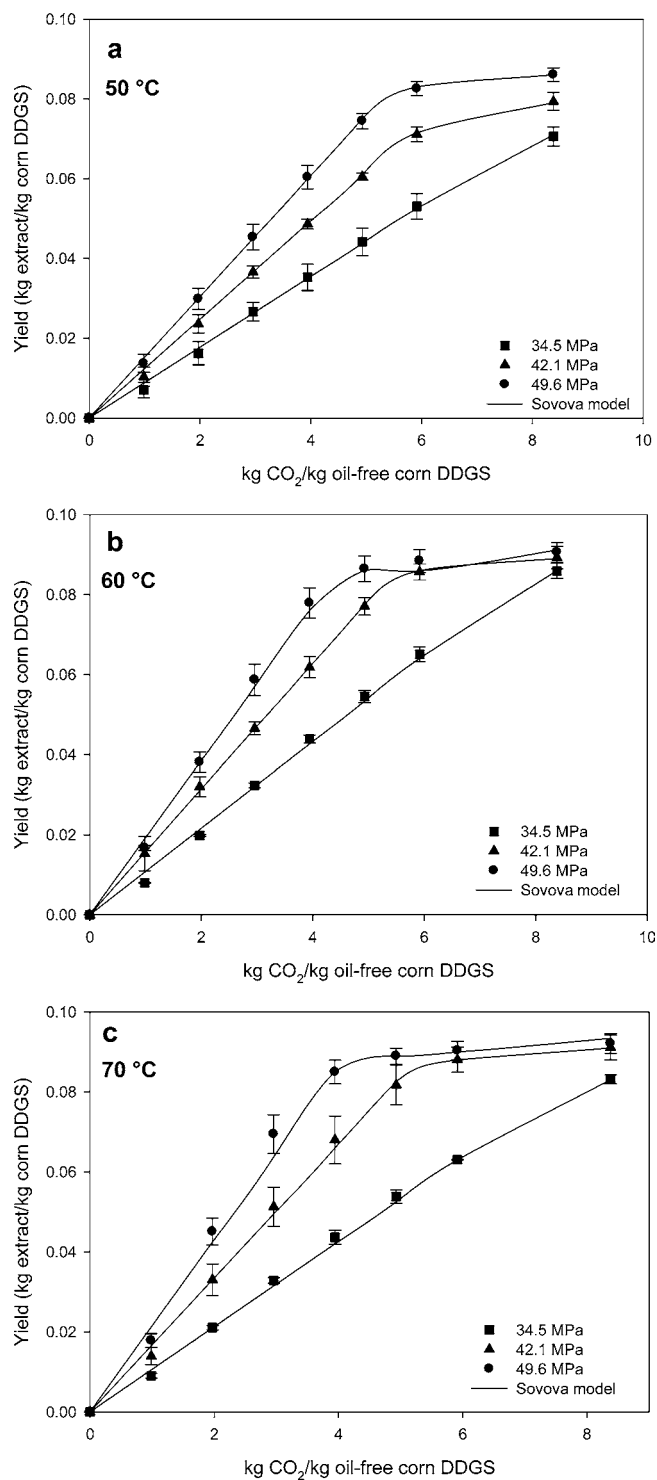 a
50 °C
Yield (kg extract/kg corn DDGS)
0.10
0.08
0.06
0.04
0.02
0.00
34.5 MPa
42.1 MPa
49.6 MPa
Sovova model
0 2 4 6 8 10
kg CO₂/kg oil-free corn DDGS
b
60 °C
Yield (kg extract/kg corn DDGS)
0.10
0.08
0.06
0.04
0.02
0.00
34.5 MPa
42.1 MPa
49.6 MPa
Sovova model
0 2 4 6 8 10
kg CO₂/kg oil-free corn DDGS
c
70 °C
Yield (kg extract/kg corn DDGS)
0.10
0.08
0.06
0.04
0.02
0.00
34.5 MPa
42.1 MPa
49.6 MPa
Sovova model
0 2 4 6 8
kg CO₂/kg oil-free corn DDGS